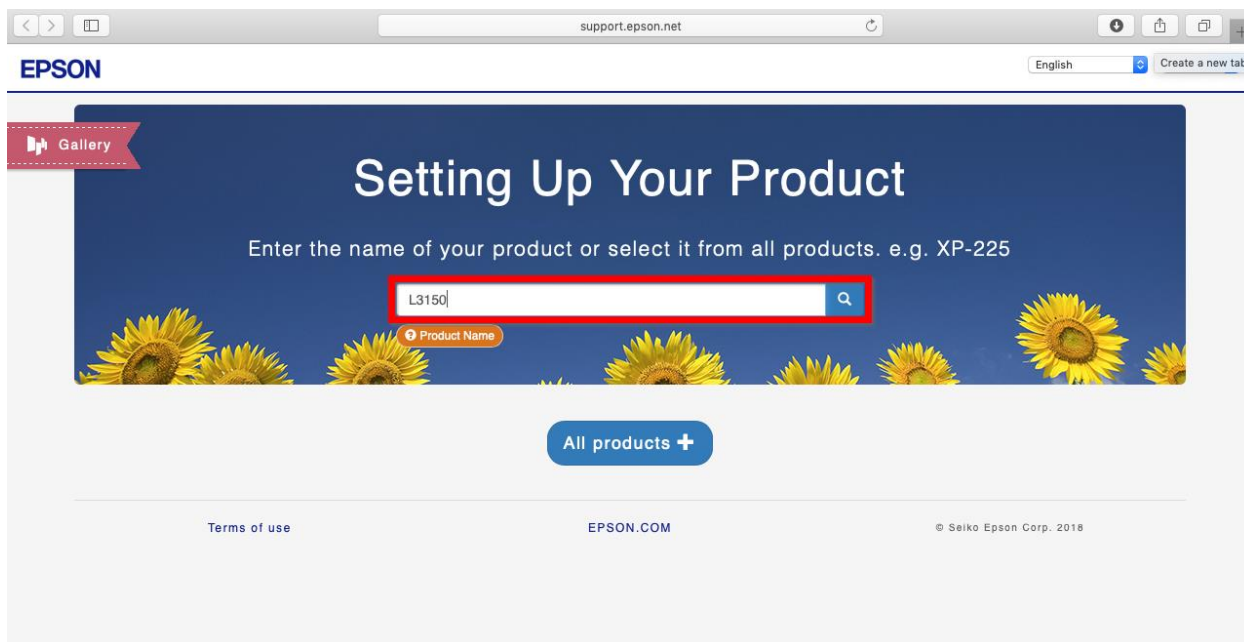 support.epson.net
EPSON
English
Create a new tab
Gallery
Setting Up Your Product
Enter the name of your product or select it from all products. e.g. XP-225
L3150
Product Name
All products
Terms of use
EPSON.COM
© Seiko Epson Corp. 2018